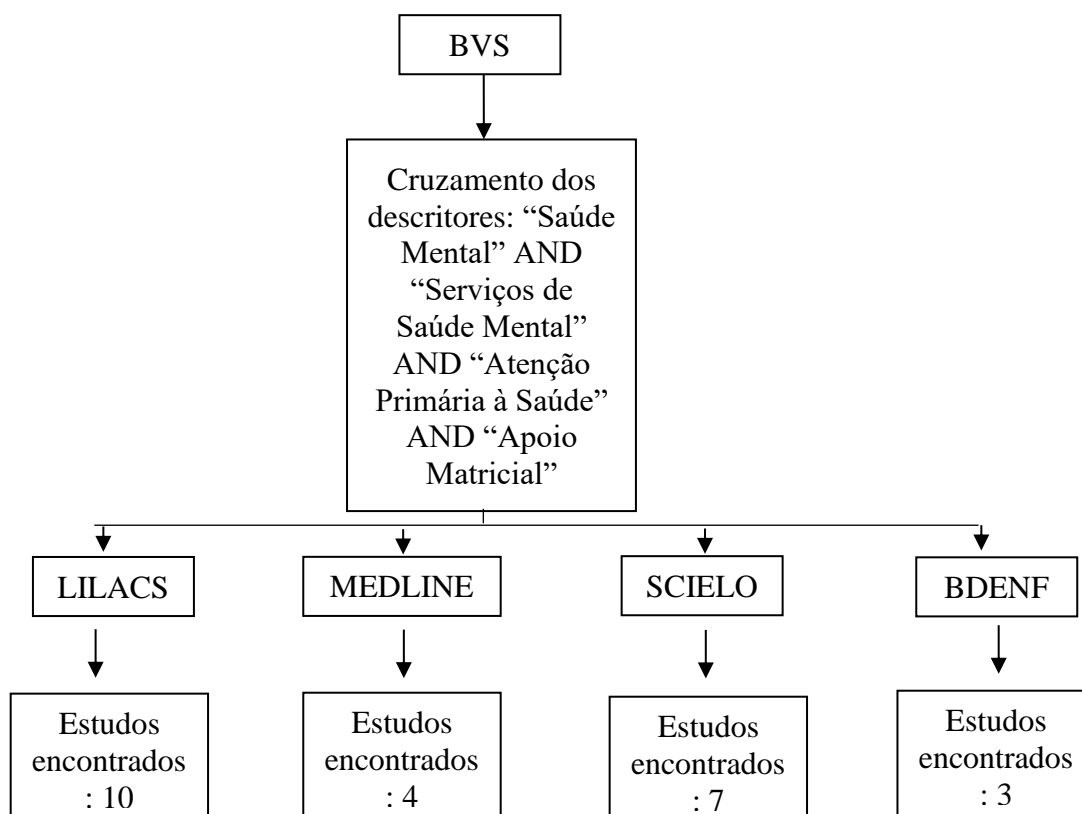 BVS
Cruzamento dos
descritores: “Saúde
Mental” AND
“Serviços de
Saúde Mental”
AND “Atenção
Primária à Saúde”
AND “Apoio
Matricial”
LILACS
MEDLINE
SCIELO
BDENF
Estudos
encontrados
: 10
Estudos
encontrados
: 4
Estudos
encontrados
: 7
Estudos
encontrados
: 3